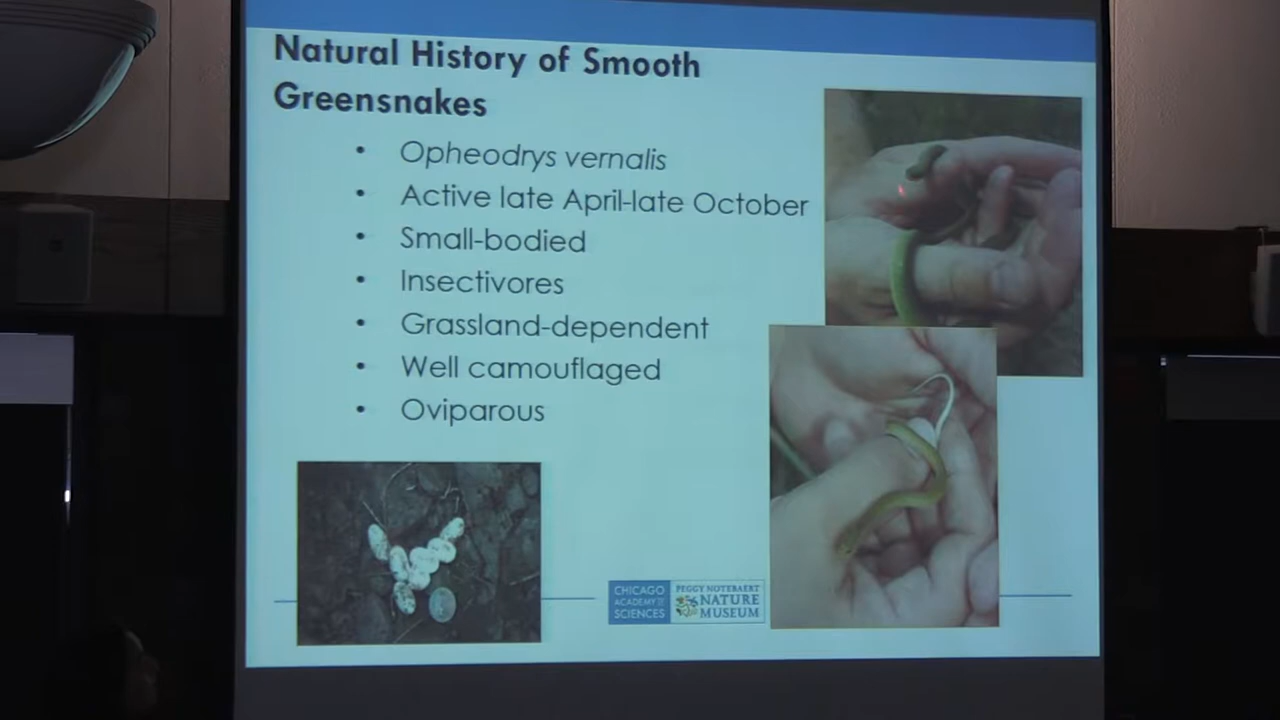 Natural History of Smooth
Greensnakes
• Opheodrys vernalis
• Active late April-late October
• Small-bodied
• Insectivores
• Grassland-dependent
• Well camouflaged
• Oviparous
CHICAGO
ACADEMY OF
SCIENCES
PEGGY NOTEBAERT
NATURE
MUSEUM